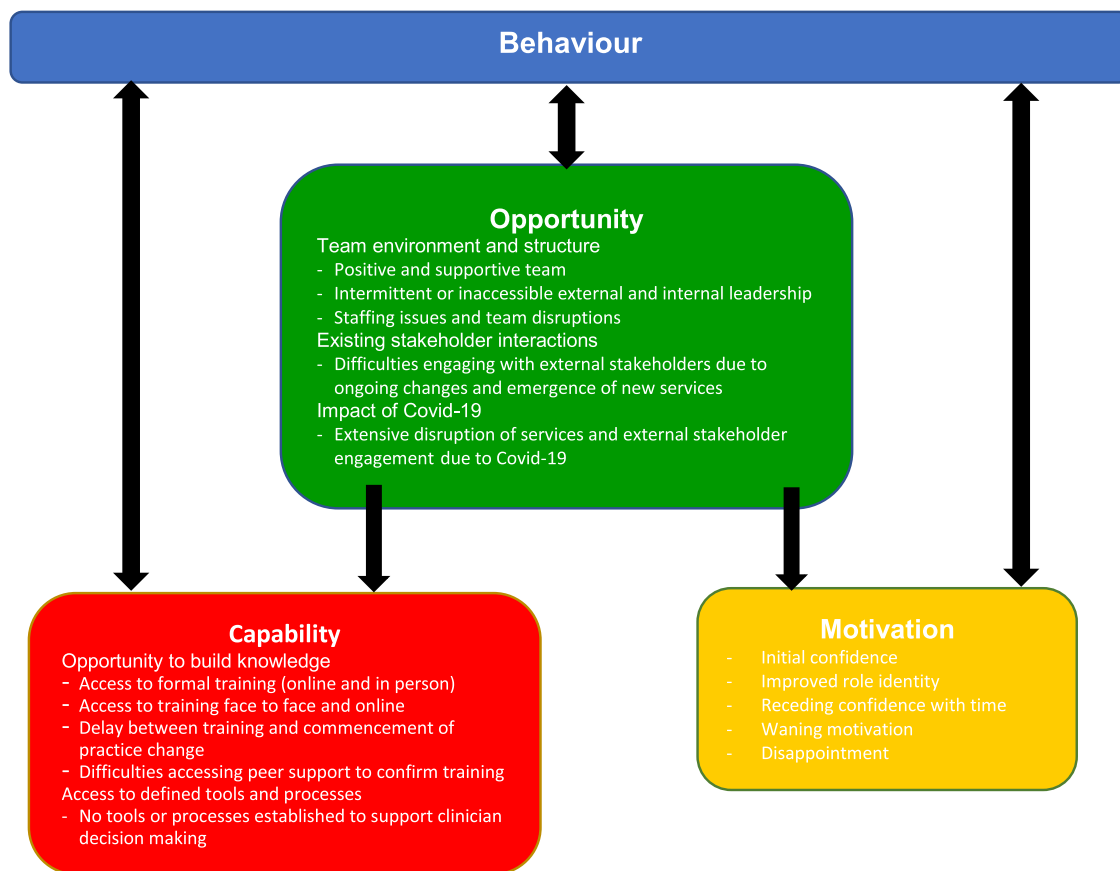 Behaviour
Opportunity
Team environment and structure
- Positive and supportive team
- Intermittent or inaccessible external and internal leadership
- Staffing issues and team disruptions
Existing stakeholder interactions
- Difficulties engaging with external stakeholders due to
ongoing changes and emergence of new services
Impact of Covid-19
- Extensive disruption of services and external stakeholder
engagement due to Covid-19
Capability
Opportunity to build knowledge
- Access to formal training (online and in person)
- Access to training face to face and online
- Delay between training and commencement of
practice change
- Difficulties accessing peer support to confirm training
Access to defined tools and processes
- No tools or processes established to support clinician
decision making
Motivation
- Initial confidence
- Improved role identity
- Receding confidence with time
- Waning motivation
- Disappointment